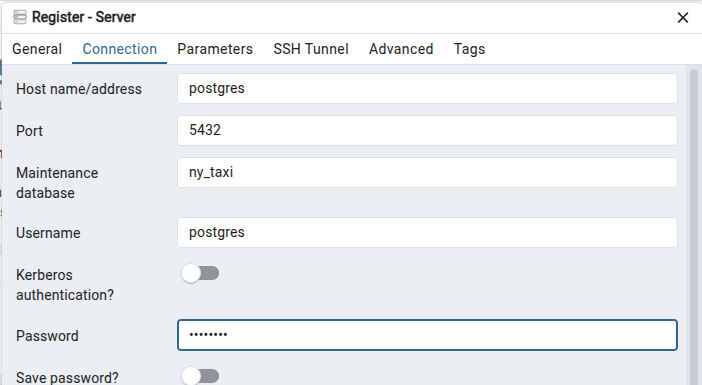 Register - Server
General Connection Parameters SSH Tunnel Advanced Tags
Host name/address postgres
Port 5432
Maintenance
database
ny_taxi
Username postgres
Kerberos
authentication?
Password ••••••••
Save password?